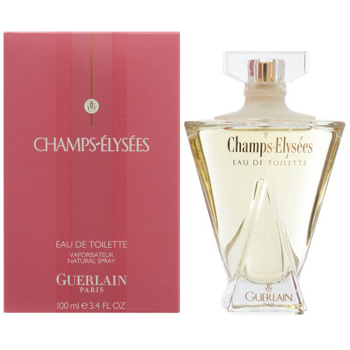 CHAMPS-ÉLYSÉES
EAU DE TOILETTE
VAPORISATEUR
NATURAL SPRAY
GUERLAIN
PARIS
100 ml e 3.4 FL OZ
Champs-Elysées
EAU DE TOILETTE
GUERLAIN
PARIS